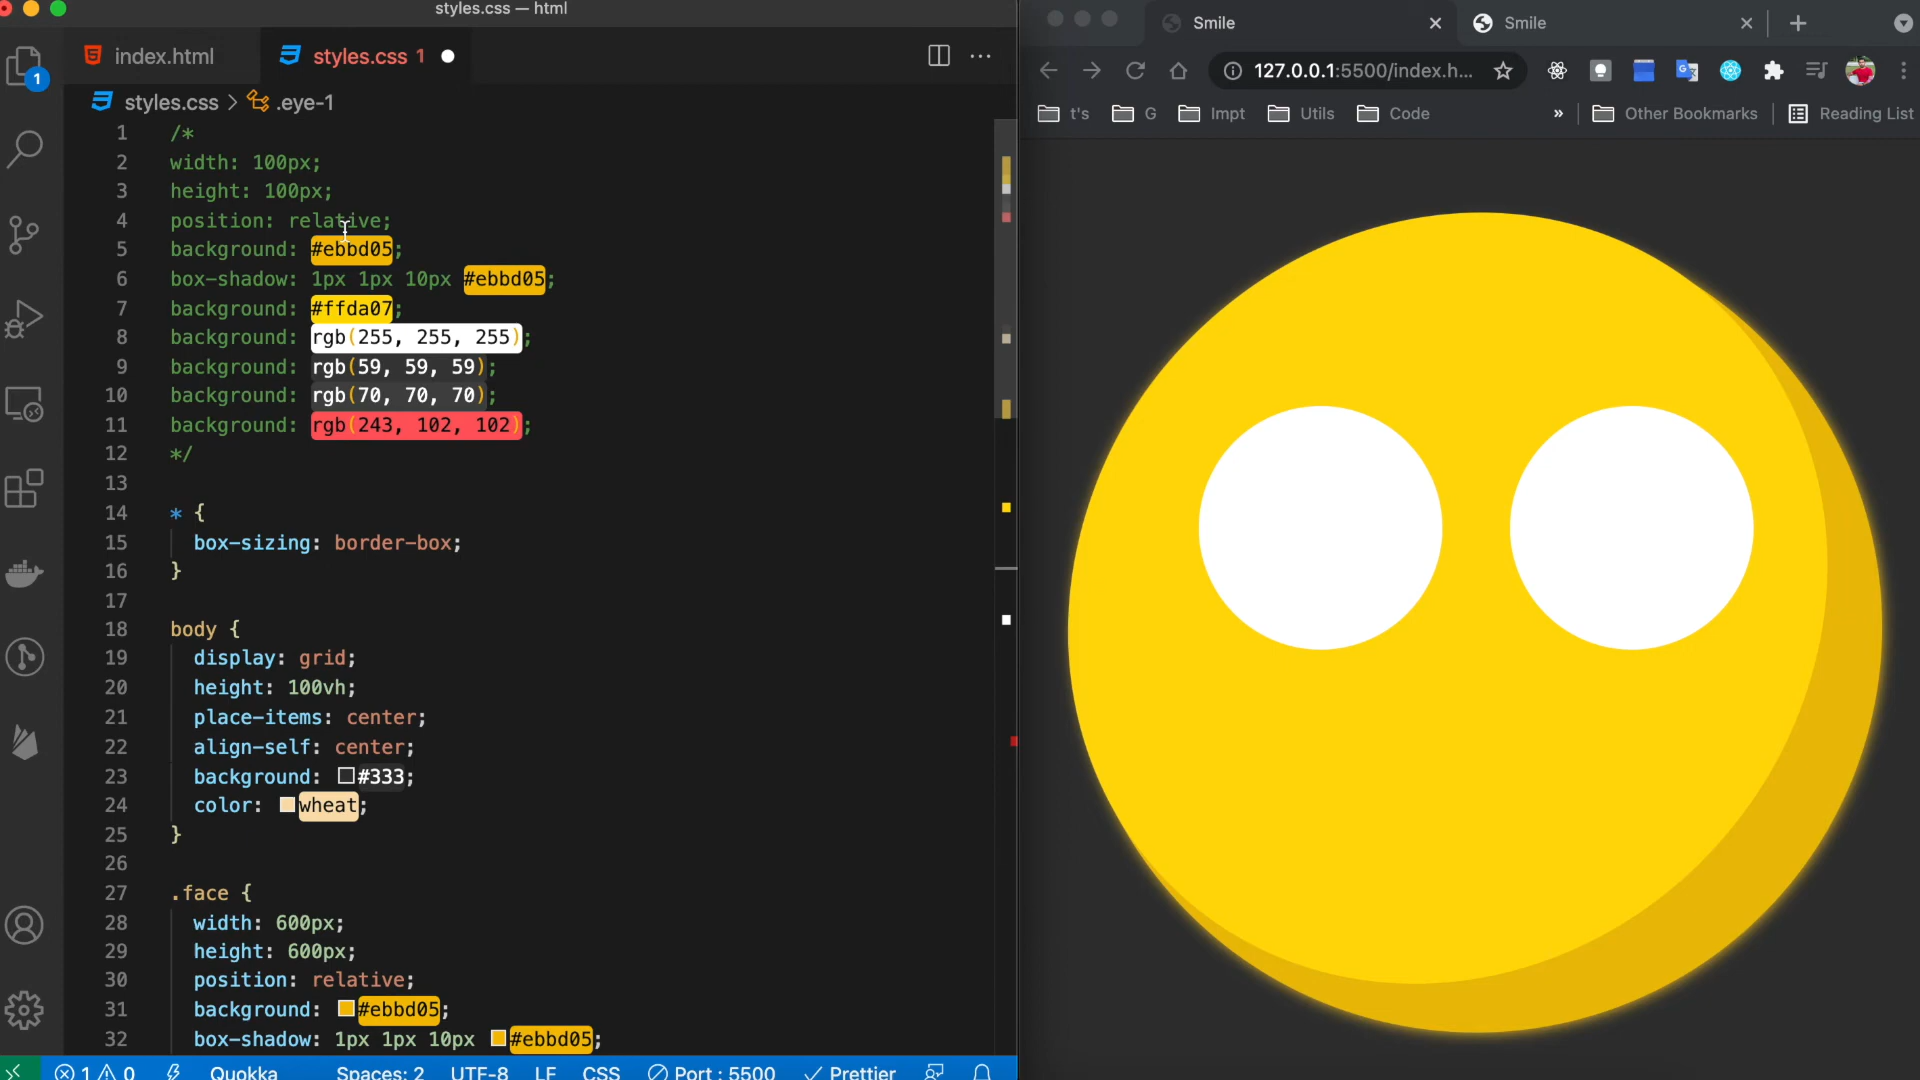 styles.css — html
index.html
styles.css 1
styles.css > .eye-1
1 /*
2 width: 100px;
3 height: 100px;
4 position: relative;
5 background: #ebbd05;
6 box-shadow: 1px 1px 10px #ebbd05;
7 background: #ffda07;
8 background: rgb(255, 255, 255);
9 background: rgb(59, 59, 59);
10 background: rgb(70, 70, 70);
11 background: rgb(243, 102, 102);
12 */
13
14 * {
15 box-sizing: border-box;
16 }
17
18 body {
19 display: grid;
20 height: 100vh;
21 place-items: center;
22 align-self: center;
23 background: #333;
24 color: wheat;
25 }
26
27 .face {
28 width: 600px;
29 height: 600px;
30 position: relative;
31 background: #ebbd05;
32 box-shadow: 1px 1px 10px #ebbd05;
1
1 0 Quokka Spaces: 2 UTF-8 LF CSS Port : 5500 Prettier
Smile
Smile
127.0.0.1:5500/index.h...
t's G Impt Utils Code » Other Bookmarks Reading List